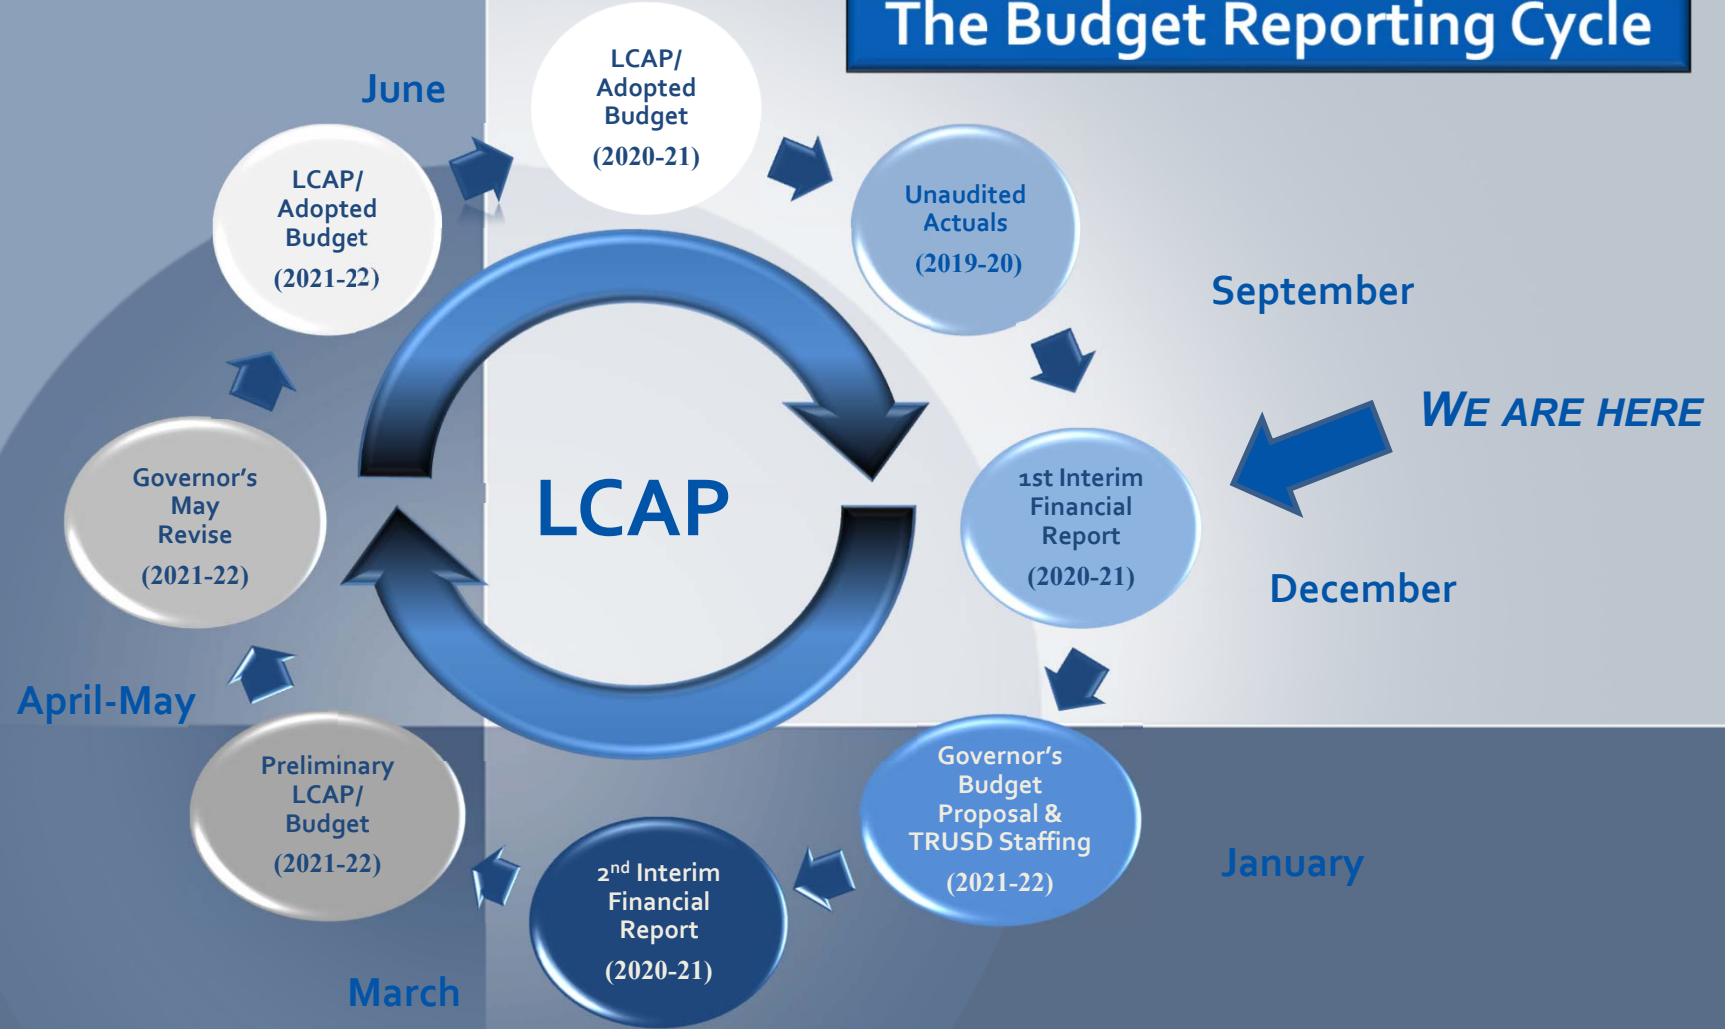 The Budget Reporting Cycle
June
LCAP/
Adopted
Budget
(2020-21)
Unaudited
Actuals
(2019-20)
September
WE ARE HERE
1st Interim
Financial
Report
(2020-21)
December
Governor's
Budget
Proposal &
TRUSD Staffing
(2021-22)
January
2nd Interim
Financial
Report
(2020-21)
March
Preliminary
LCAP/
Budget
(2021-22)
April-May
Governor's
May
Revise
(2021-22)
LCAP/
Adopted
Budget
(2021-22)
LCAP